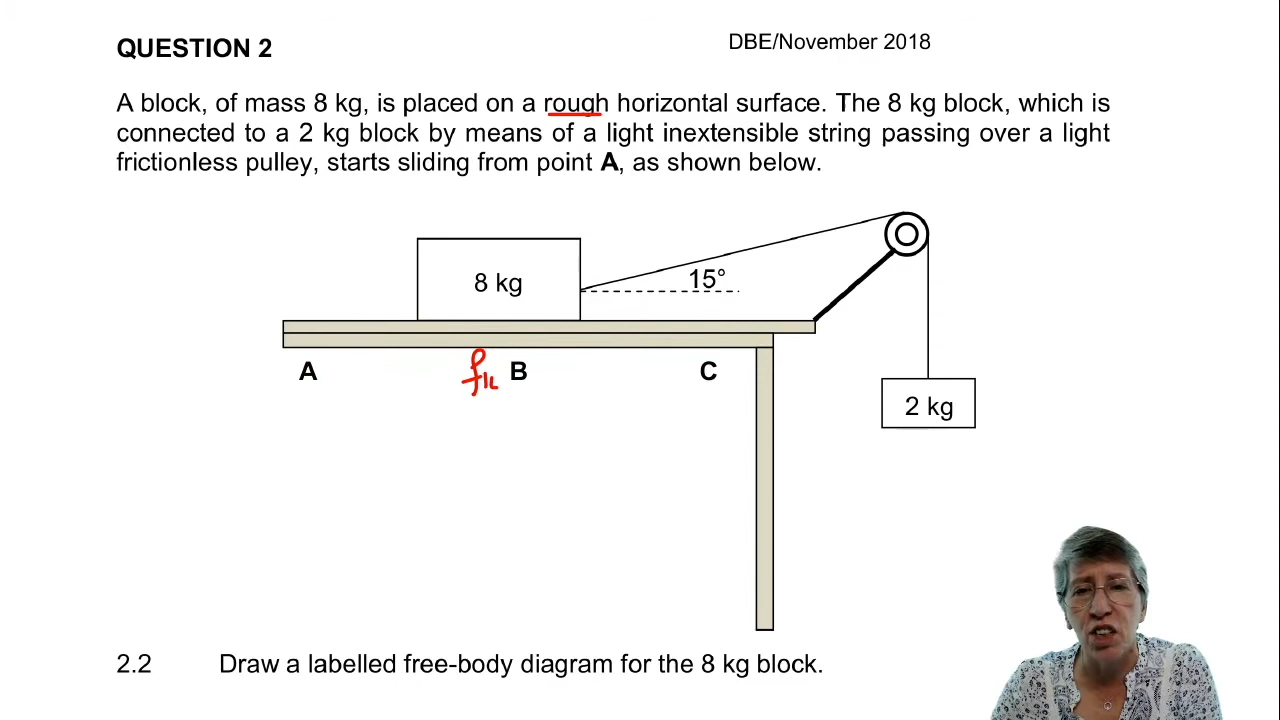 QUESTION 2
DBE/November 2018
A block, of mass 8 kg, is placed on a rough horizontal surface. The 8 kg block, which is
connected to a 2 kg block by means of a light inextensible string passing over a light
frictionless pulley, starts sliding from point A, as shown below.
8 kg
15°
A
fk
B
C
2 kg
2.2 Draw a labelled free-body diagram for the 8 kg block.